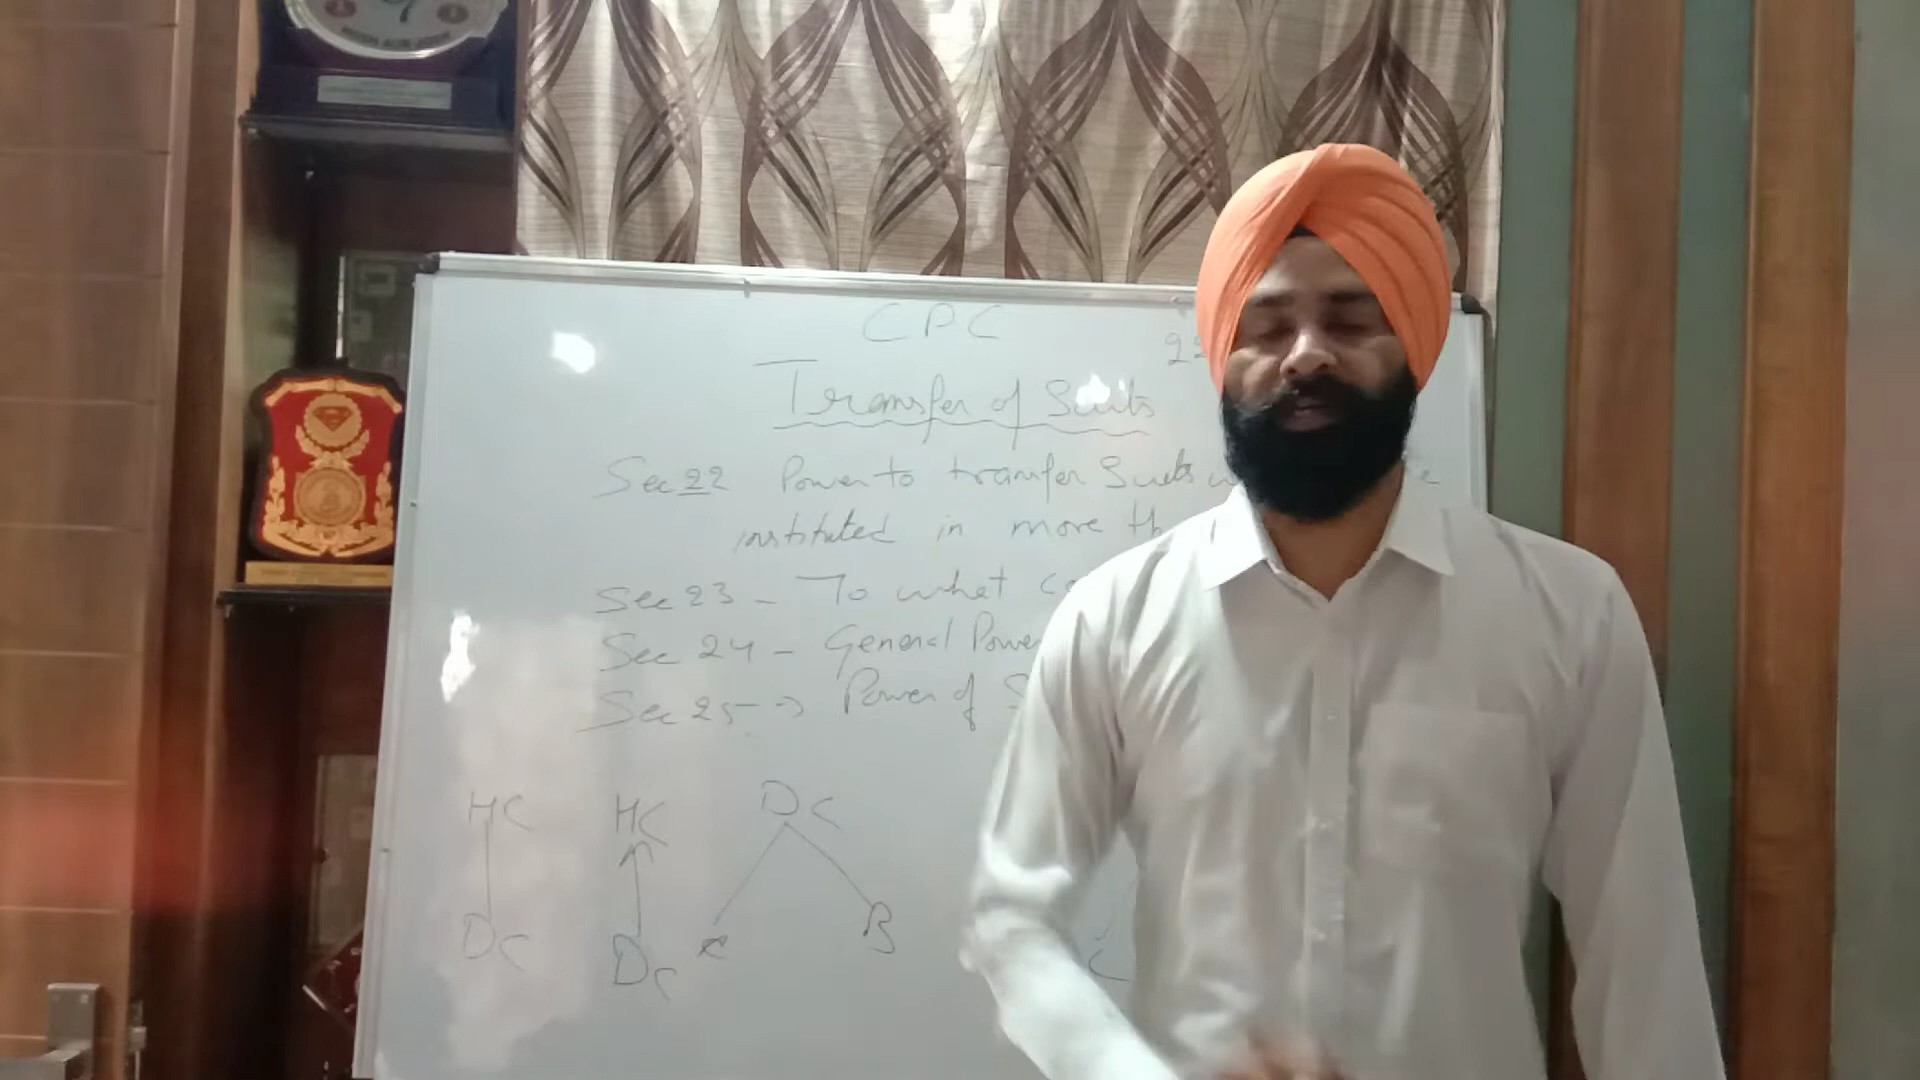 CPC
22
Transfer of Suits
Sec 22 Power to transfer Suits
instituted in more
Sec 23 - To what
Sec 24 - General Power
Sec 25 -> Power of S
HC HC DC
DC DC B
C